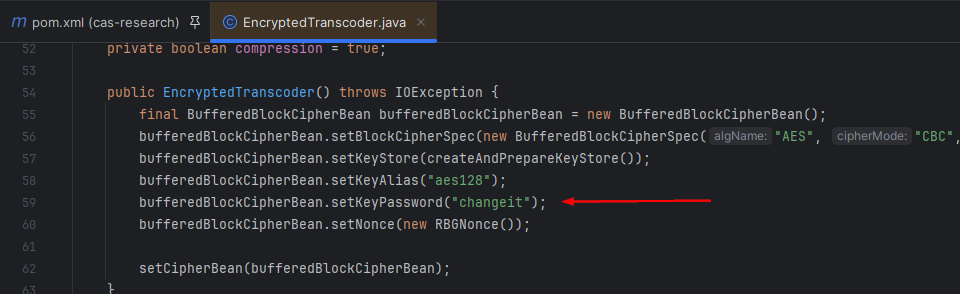 m pom.xml (cas-research)
EncryptedTranscoder.java ×
52 private boolean compression = true;
53
54 public EncryptedTranscoder() throws IOException {
55 final BufferedBlockCipherBean bufferedBlockCipherBean = new BufferedBlockCipherBean();
56 bufferedBlockCipherBean.setBlockCipherSpec(new BufferedBlockCipherSpec( algName: "AES", cipherMode: "CBC",
57 bufferedBlockCipherBean.setKeyStore(createAndPrepareKeyStore());
58 bufferedBlockCipherBean.setKeyAlias("aes128");
59 bufferedBlockCipherBean.setKeyPassword("changeit");
60 bufferedBlockCipherBean.setNonce(new RBGNonce());
61
62 setCipherBean(bufferedBlockCipherBean);
63 }